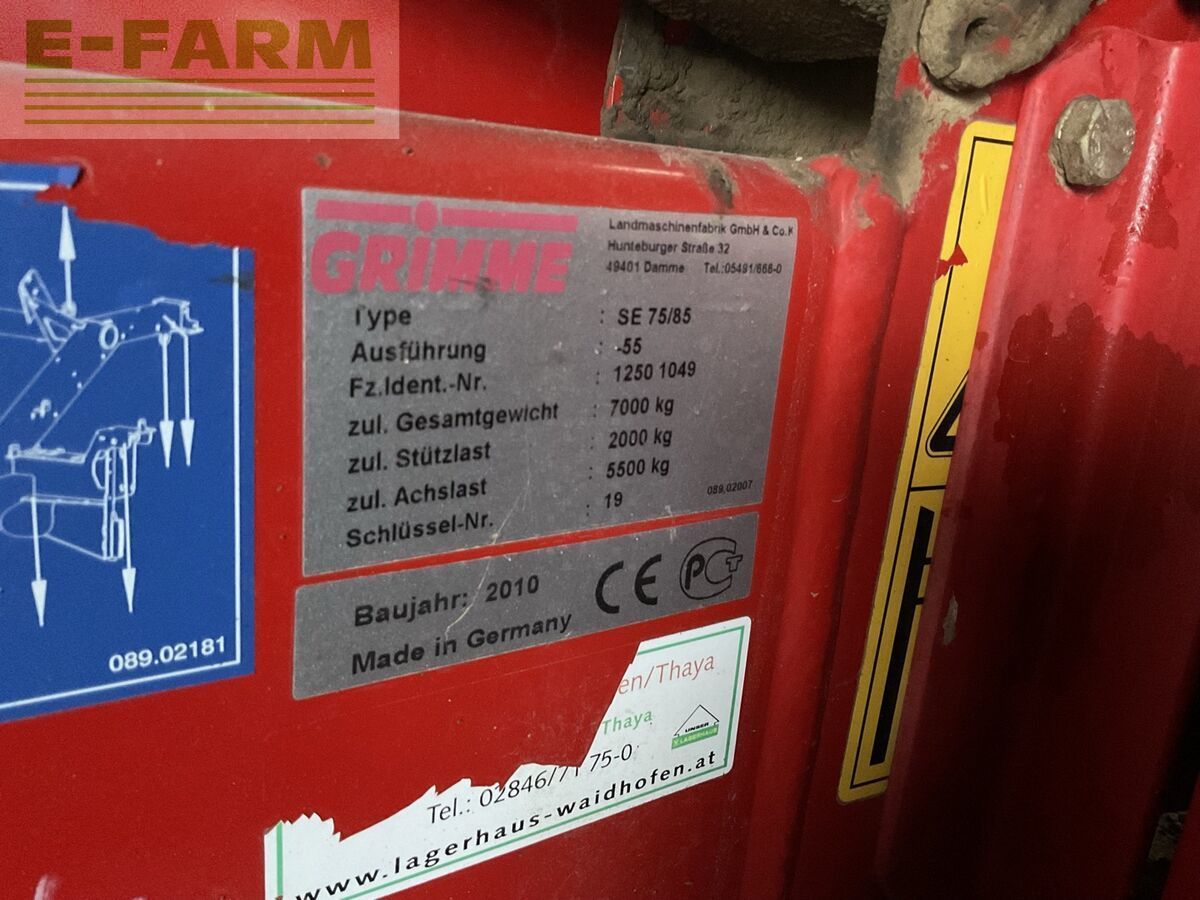 E-FARM
GRIMME
Landmaschinenfabrik GmbH & Co.K
Hunteburger Straße 32
49401 Damme Tel.:05491/668-0
Type : SE 75/85
Ausführung : -55
Fz.Ident.-Nr. : 1250 1049
zul. Gesamtgewicht : 7000 kg
zul. Stützlast : 2000 kg
zul. Achslast : 5500 kg
Schlüssel-Nr. : 19
089.02007
Baujahr: 2010
Made in Germany
CE
PCT
089.02181
en/Thaya
Thaya
UNSER
LAGERHAUS
Tel.: 02846/71 75-0
www.lagerhaus-waidhofen.at